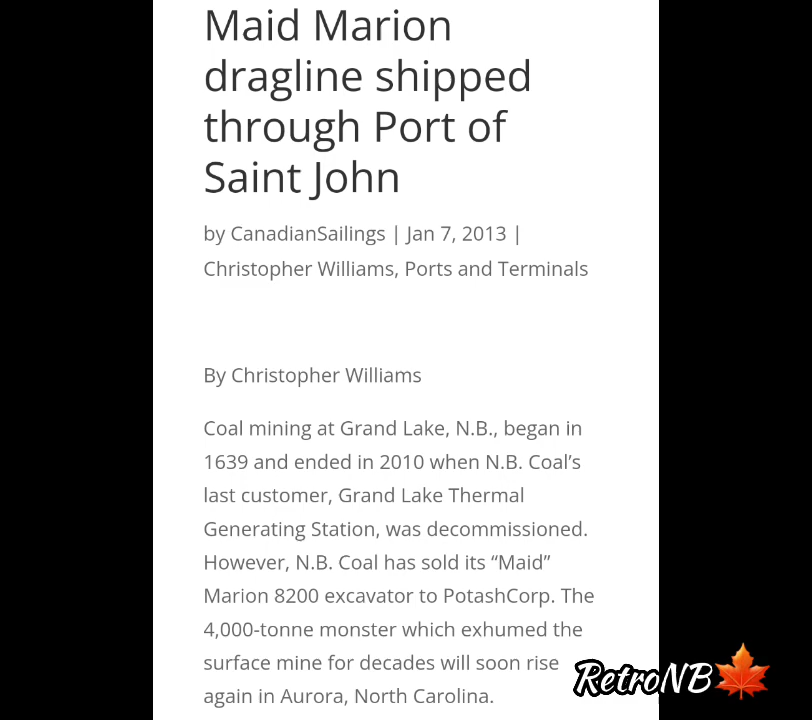 Maid Marion
dragline shipped
through Port of
Saint John
by CanadianSailings | Jan 7, 2013 |
Christopher Williams, Ports and Terminals
By Christopher Williams
Coal mining at Grand Lake, N.B., began in
1639 and ended in 2010 when N.B. Coal’s
last customer, Grand Lake Thermal
Generating Station, was decommissioned.
However, N.B. Coal has sold its “Maid”
Marion 8200 excavator to PotashCorp. The
4,000-tonne monster which exhumed the
surface mine for decades will soon rise
again in Aurora, North Carolina.
RetroNB